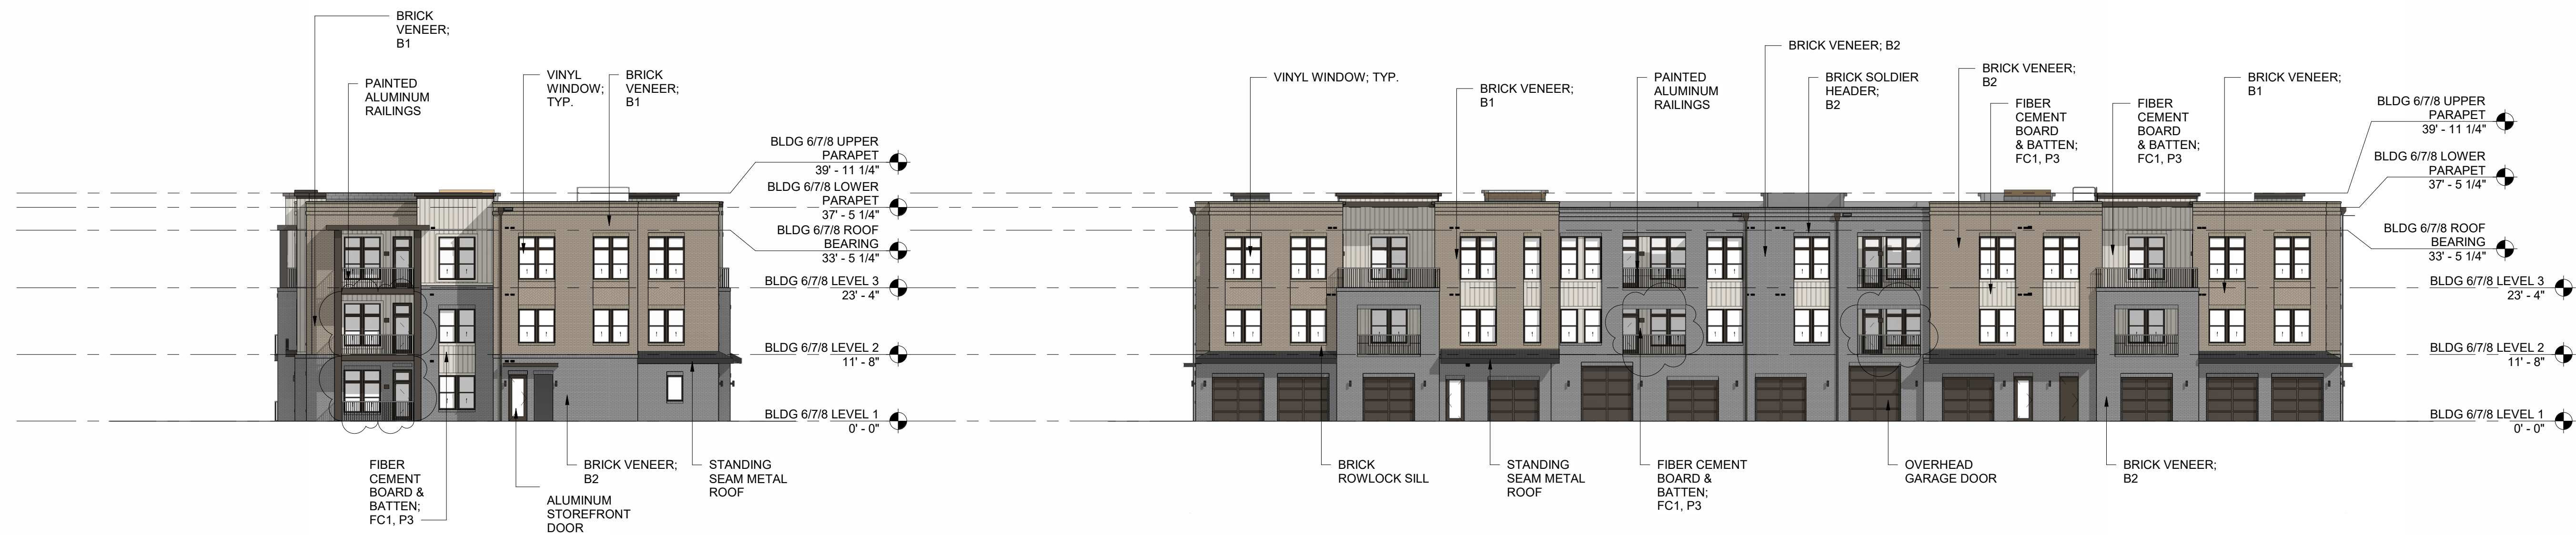 BRICK
VENEER;
B1
PAINTED
ALUMINUM
RAILINGS
VINYL
WINDOW;
TYP.
BRICK
VENEER;
B1
BLDG 6/7/8 UPPER
PARAPET
39' - 11 1/4"
BLDG 6/7/8 LOWER
PARAPET
37' - 5 1/4"
BLDG 6/7/8 ROOF
BEARING
33' - 5 1/4"
BLDG 6/7/8 LEVEL 3
23' - 4"
BLDG 6/7/8 LEVEL 2
11' - 8"
BLDG 6/7/8 LEVEL 1
0' - 0"
FIBER
CEMENT
BOARD &
BATTEN;
FC1, P3
BRICK VENEER;
B2
ALUMINUM
STOREFRONT
DOOR
STANDING
SEAM METAL
ROOF
VINYL WINDOW; TYP.
BRICK VENEER;
B1
PAINTED
ALUMINUM
RAILINGS
BRICK VENEER; B2
BRICK SOLDIER
HEADER;
B2
BRICK VENEER;
B2
FIBER
CEMENT
BOARD
& BATTEN;
FC1, P3
FIBER
CEMENT
BOARD
& BATTEN;
FC1, P3
BRICK VENEER;
B1
BLDG 6/7/8 UPPER
PARAPET
39' - 11 1/4"
BLDG 6/7/8 LOWER
PARAPET
37' - 5 1/4"
BLDG 6/7/8 ROOF
BEARING
33' - 5 1/4"
BLDG 6/7/8 LEVEL 3
23' - 4"
BLDG 6/7/8 LEVEL 2
11' - 8"
BLDG 6/7/8 LEVEL 1
0' - 0"
BRICK
ROWLOCK SILL
STANDING
SEAM METAL
ROOF
FIBER CEMENT
BOARD &
BATTEN;
FC1, P3
OVERHEAD
GARAGE DOOR
BRICK VENEER;
B2